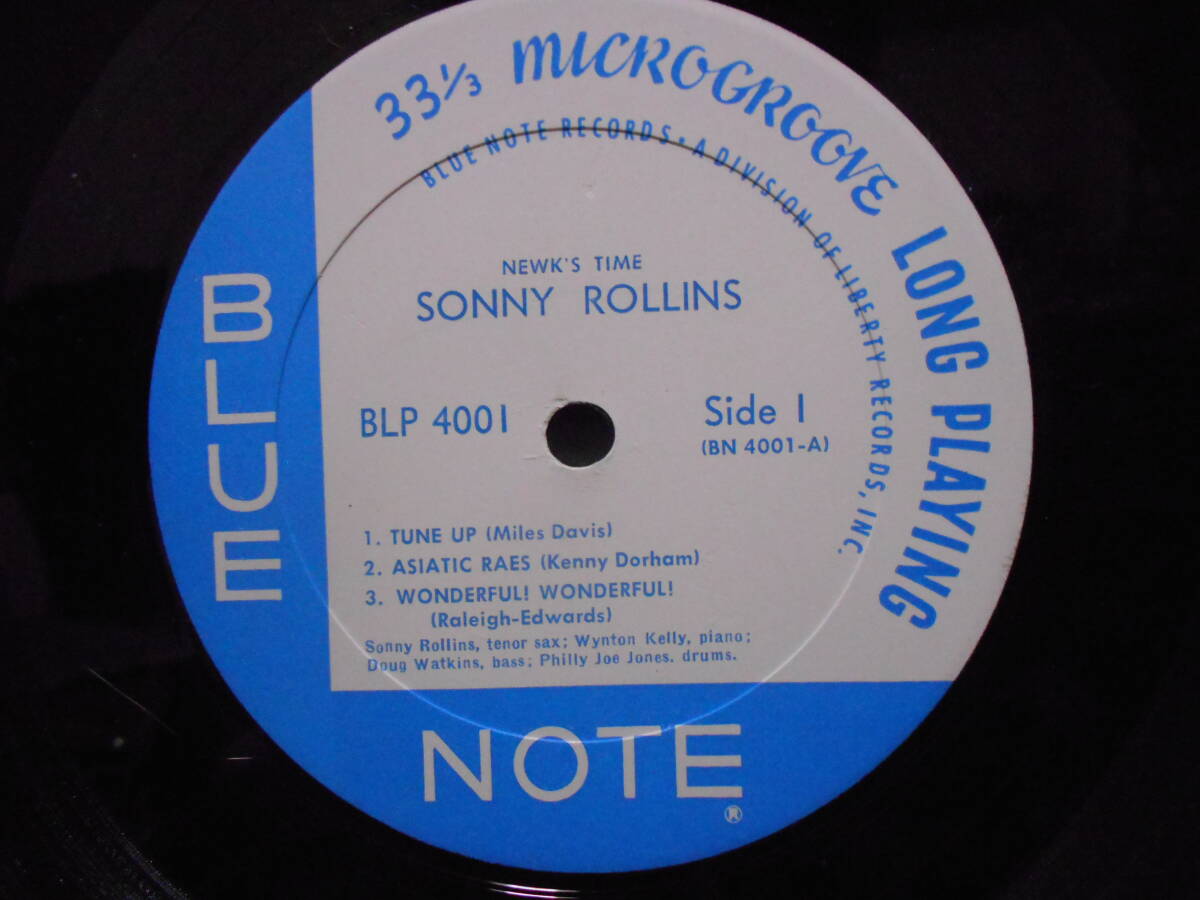 33⅓ MICROGROOVE LONG PLAYING
BLUE NOTE RECORDS • A DIVISION OF LIBERTY RECORDS, INC.
NEWK'S TIME
SONNY ROLLINS
BLP 4001
Side 1
(BN 4001-A)
1. TUNE UP (Miles Davis)
2. ASIATIC RAES (Kenny Dorham)
3. WONDERFUL! WONDERFUL!
(Raleigh-Edwards)
Sonny Rollins, tenor sax; Wynton Kelly, piano;
Doug Watkins, bass; Philly Joe Jones. drums.
BLUE
NOTE®